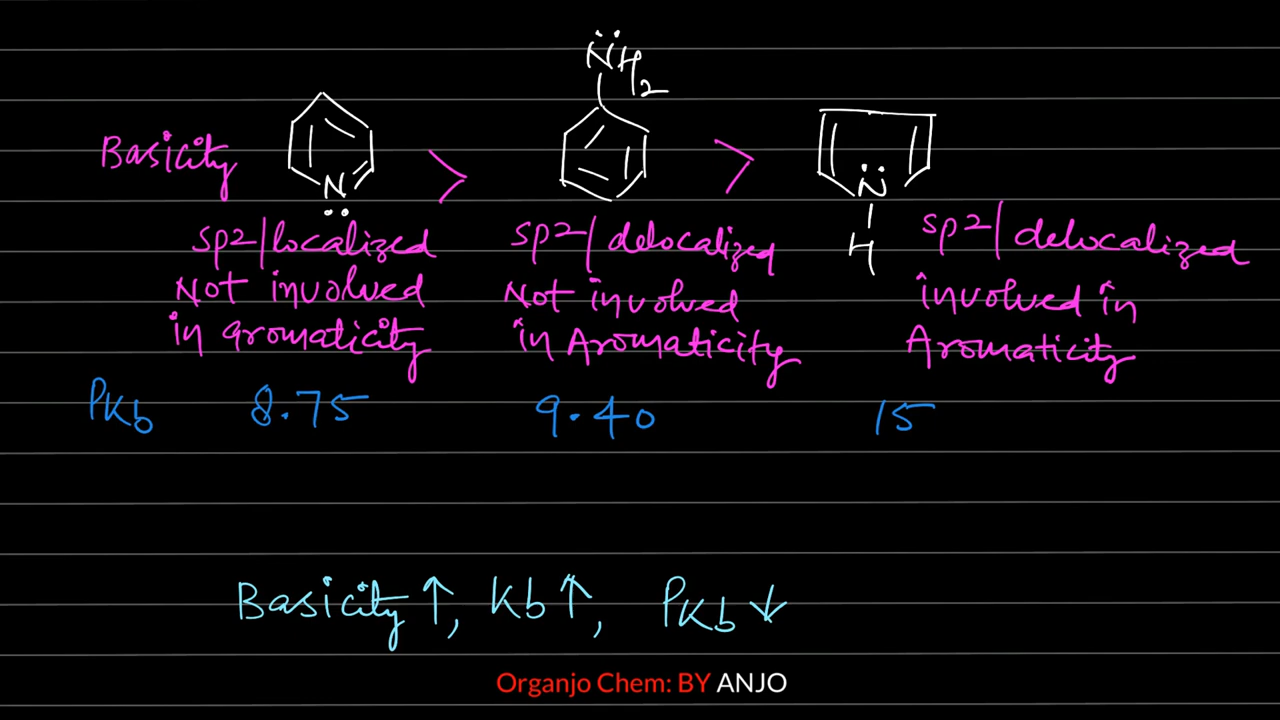 N̈H2
Basicity > >
N N
H
sp2/localized sp2/delocalized sp2/delocalized
Not involved Not involved involved in
in aromaticity in Aromaticity Aromaticity
PKb 8.75 9.40 15
Basicity ↑, Kb ↑, PKb ↓
Organjo Chem: BY ANJO